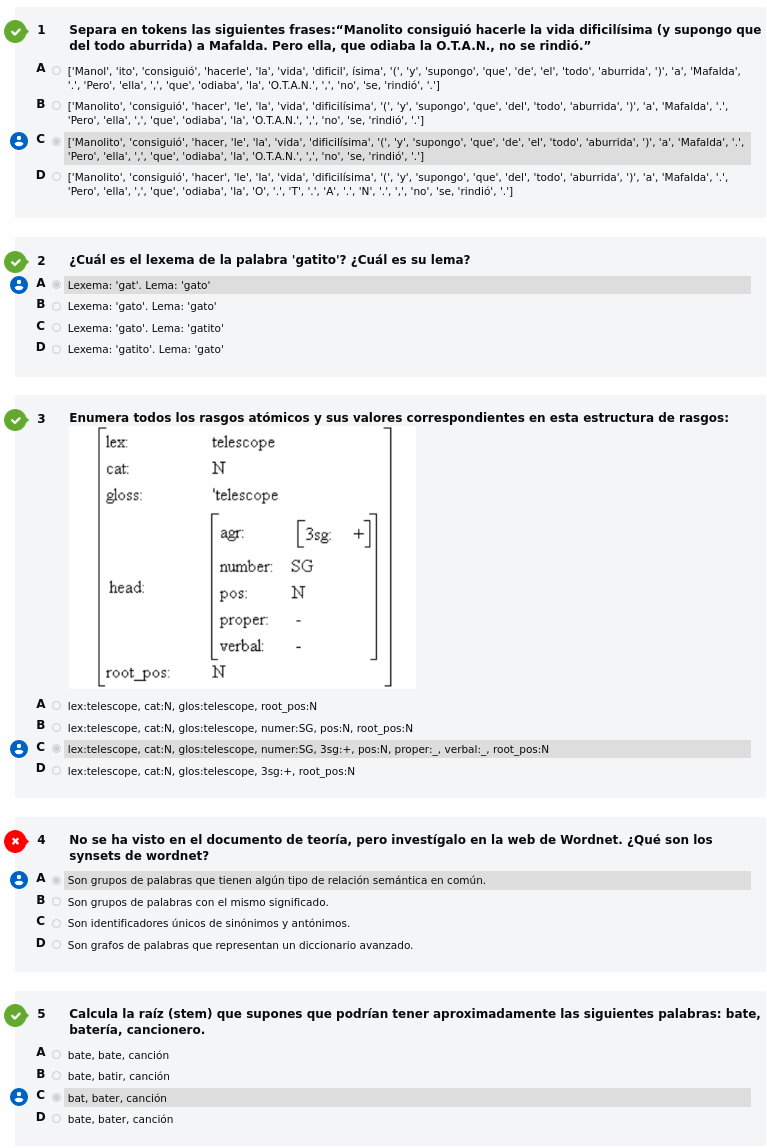 1 Separa en tokens las siguientes frases:“Manolito consiguió hacerle la vida dificilísima (y supongo que
del todo aburrida) a Mafalda. Pero ella, que odiaba la O.T.A.N., no se rindió.”
A ['Manol', 'ito', 'consiguió', 'hacerle', 'la', 'vida', 'dificil', ísima', '(', 'y', 'supongo', 'que', 'de', 'el', 'todo', 'aburrida', ')', 'a', 'Mafalda',
'.', 'Pero', 'ella', ',', 'que', 'odiaba', 'la', 'O.T.A.N.', ',', 'no', 'se, 'rindió', '.']
B ['Manolito', 'consiguió', 'hacer', 'le', 'la', 'vida', 'dificilísima', '(', 'y', 'supongo', 'que', 'del', 'todo', 'aburrida', ')', 'a', 'Mafalda', '.',
'Pero', 'ella', ',', 'que', 'odiaba', 'la', 'O.T.A.N.', ',', 'no', 'se, 'rindió', '.']
C ['Manolito', 'consiguió', 'hacer, 'le', 'la', 'vida', 'dificilísima', '(', 'y', 'supongo', 'que', 'de', 'el', 'todo', 'aburrida', ')', 'a', 'Mafalda', '.',
'Pero', 'ella', ',', 'que', 'odiaba', 'la', 'O.T.A.N.', ',', 'no', 'se, 'rindió', '.']
D ['Manolito', 'consiguió', 'hacer', 'le', 'la', 'vida', 'dificilísima', '(', 'y', 'supongo', 'que', 'del', 'todo', 'aburrida', ')', 'a', 'Mafalda', '.',
'Pero', 'ella', ',', 'que', 'odiaba', 'la', 'O', '.', 'T', '.', 'A', '.', 'N', '.', ',', 'no', 'se, 'rindió', '.']
2 ¿Cuál es el lexema de la palabra 'gatito'? ¿Cuál es su lema?
A Lexema: 'gat'. Lema: 'gato'
B Lexema: 'gato'. Lema: 'gato'
C Lexema: 'gato'. Lema: 'gatito'
D Lexema: 'gatito'. Lema: 'gato'
3 Enumera todos los rasgos atómicos y sus valores correspondientes en esta estructura de rasgos:
lex: telescope
cat: N
gloss: 'telescope
agr: 3sg: +
number: SG
head:
pos: N
proper: -
verbal: -
root_pos: N
A lex:telescope, cat:N, glos:telescope, root_pos:N
B lex:telescope, cat:N, glos:telescope, numer:SG, pos:N, root_pos:N
C lex:telescope, cat:N, glos:telescope, numer:SG, 3sg:+, pos:N, proper:_, verbal:_, root_pos:N
D lex:telescope, cat:N, glos:telescope, 3sg:+, root_pos:N
4 No se ha visto en el documento de teoría, pero investígalo en la web de Wordnet. ¿Qué son los
synsets de wordnet?
A Son grupos de palabras que tienen algún tipo de relación semántica en común.
B Son grupos de palabras con el mismo significado.
C Son identificadores únicos de sinónimos y antónimos.
D Son grafos de palabras que representan un diccionario avanzado.
5 Calcula la raíz (stem) que supones que podrían tener aproximadamente las siguientes palabras: bate,
batería, cancionero.
A bate, bate, canción
B bate, batir, canción
C bat, bater, canción
D bate, bater, canción